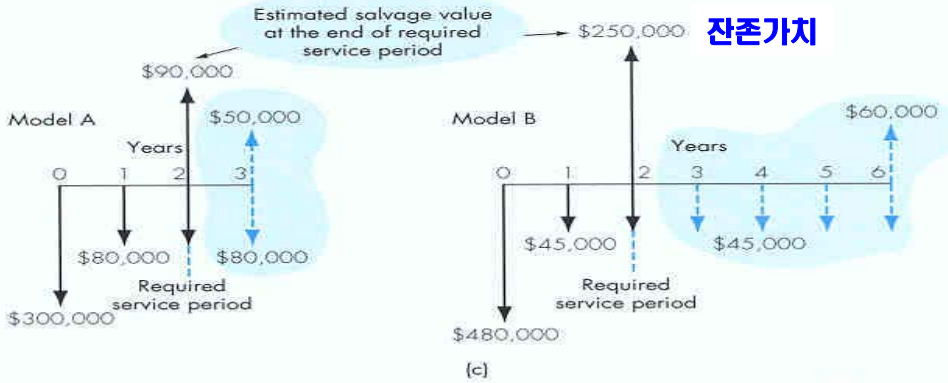 Estimated salvage value
at the end of required
service period
$250,000 잔존가치
$90,000
$50,000
$60,000
Model A
Model B
Years
Years
0 1 2 3
0 1 2 3 4 5 6
$80,000
$80,000
$45,000
$45,000
Required
service period
Required
service period
$300,000
$480,000
(c)